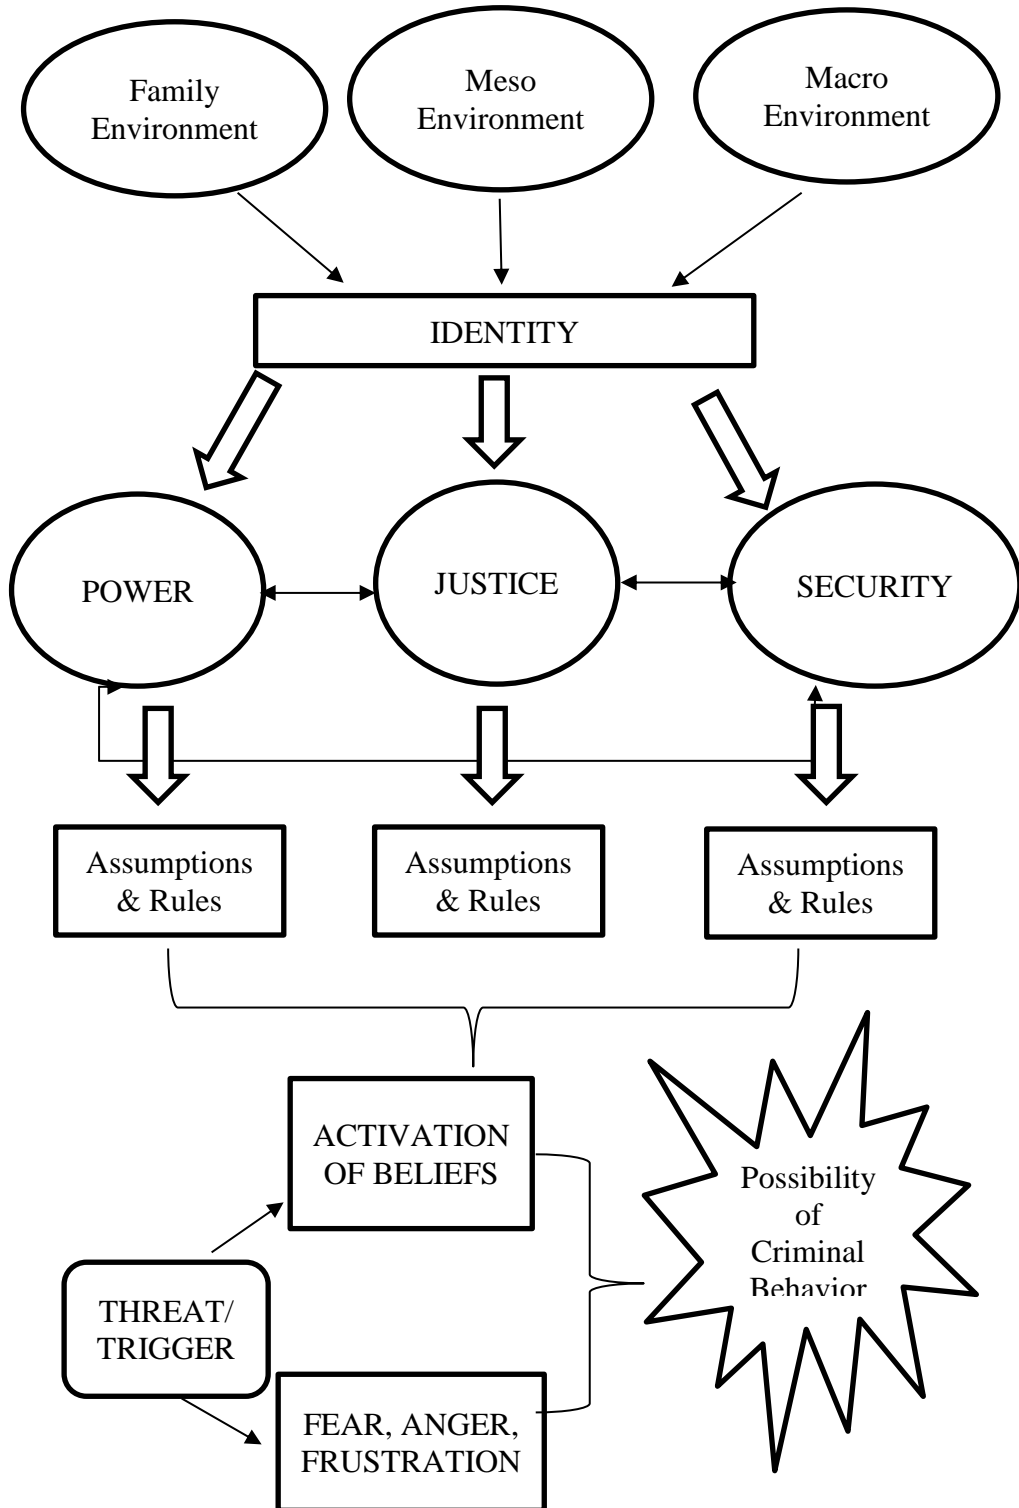 Family
Environment
Meso
Environment
Macro
Environment
IDENTITY
POWER
JUSTICE
SECURITY
Assumptions
& Rules
Assumptions
& Rules
Assumptions
& Rules
ACTIVATION
OF BELIEFS
Possibility
of
Criminal
Behavior
THREAT/
TRIGGER
FEAR, ANGER,
FRUSTRATION